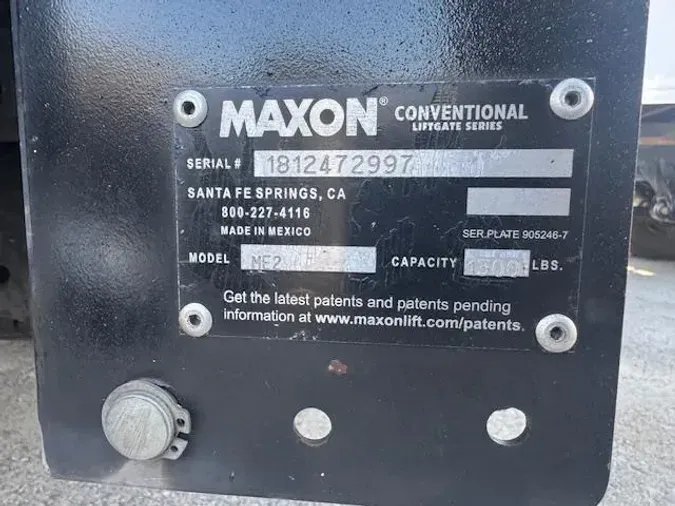 MAXON® CONVENTIONAL
LIFTGATE SERIES
SERIAL # 1812472997
SANTA FE SPRINGS, CA
800-227-4116
MADE IN MEXICO
SER.PLATE 905246-7
MODEL ME2 CAPACITY LBS.
Get the latest patents and patents pending
information at www.maxonlift.com/patents.